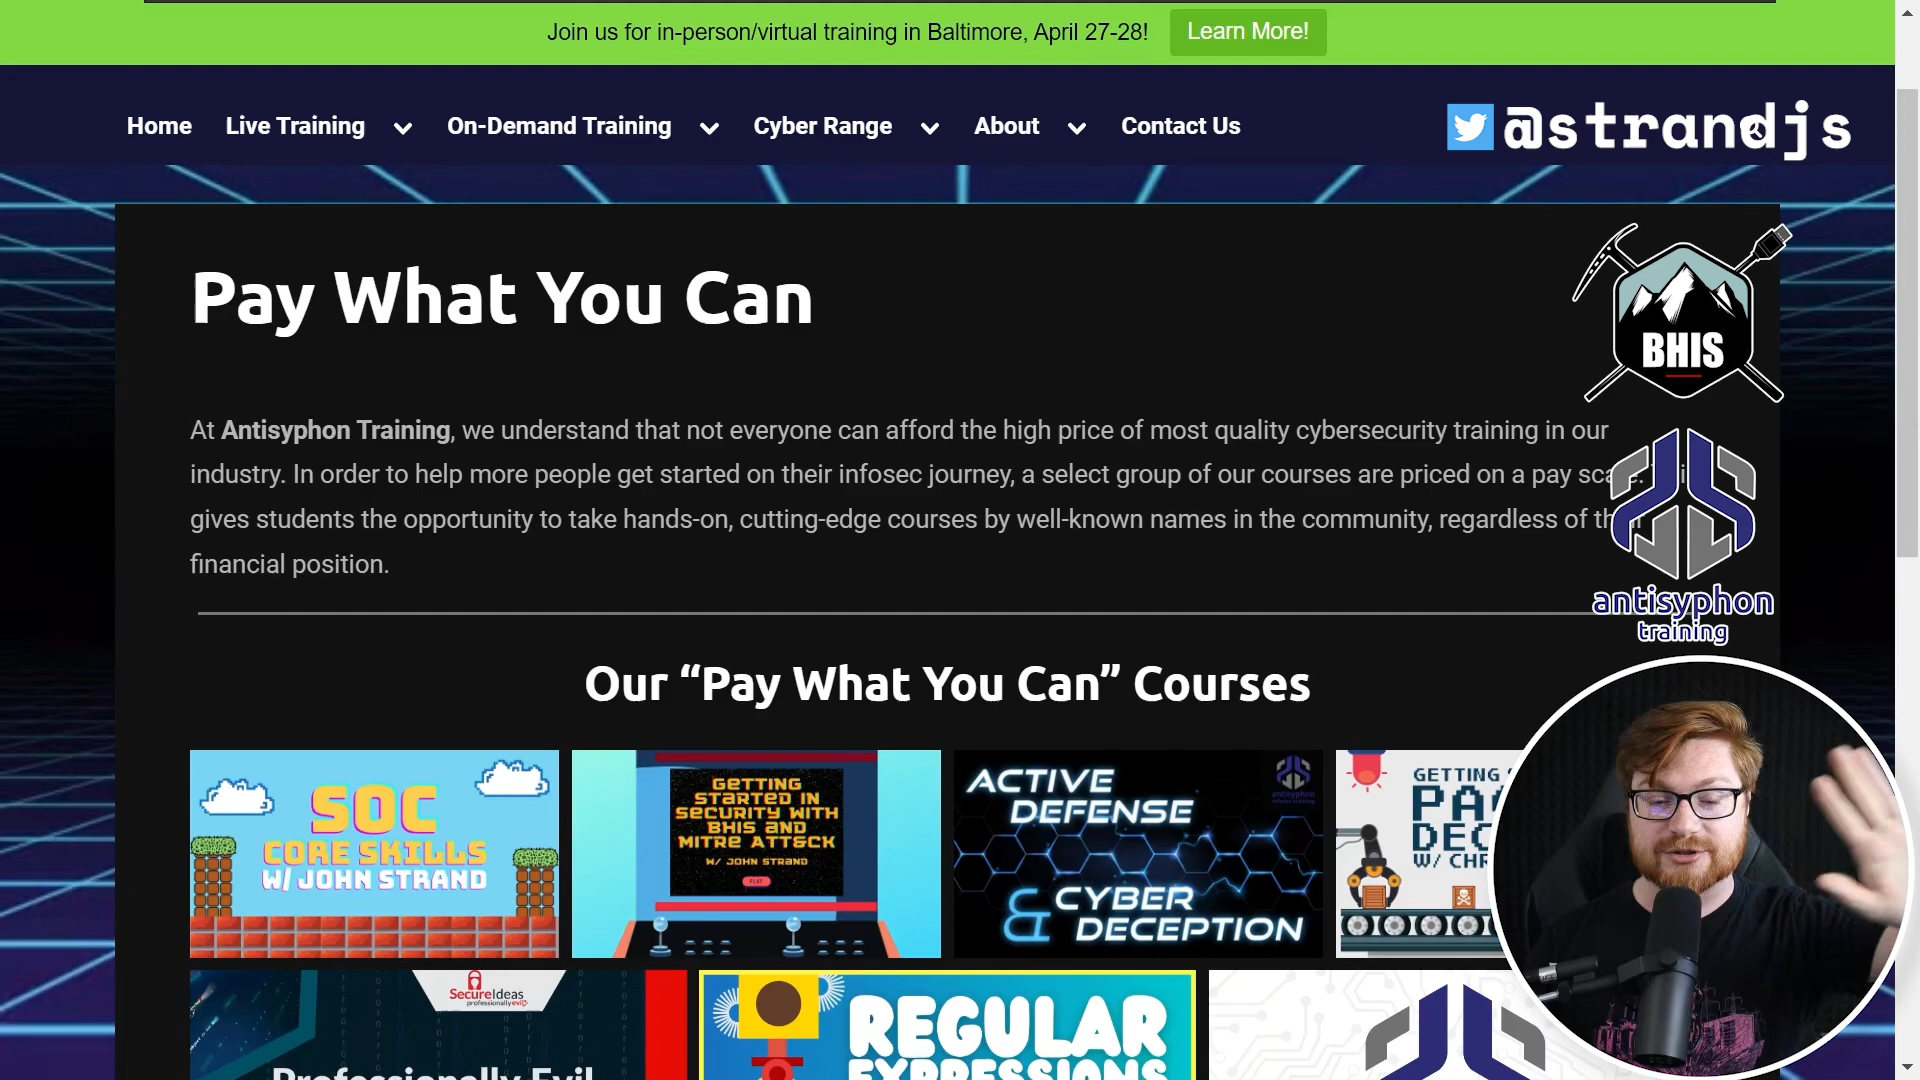 Join us for in-person/virtual training in Baltimore, April 27-28! Learn More!
Home Live Training On-Demand Training Cyber Range About Contact Us
@strandjs
Pay What You Can
BHIS
At Antisyphon Training, we understand that not everyone can afford the high price of most quality cybersecurity training in our
industry. In order to help more people get started on their infosec journey, a select group of our courses are priced on a pay
gives students the opportunity to take hands-on, cutting-edge courses by well-known names in the community, regardless of
financial position.
antisyphon
training
Our “Pay What You Can” Courses
SOC
CORE SKILLS
W/ JOHN STRAND
GETTING
STARTED IN
SECURITY WITH
BHIS AND
MITRE ATT&CK
W/ JOHN STRAND
PLAY
ACTIVE
DEFENSE
&
CYBER
DECEPTION
GETTING
W/
SecureIdeas
professionally evil
Professionally Evil
REGULAR
EXPRESSIONS